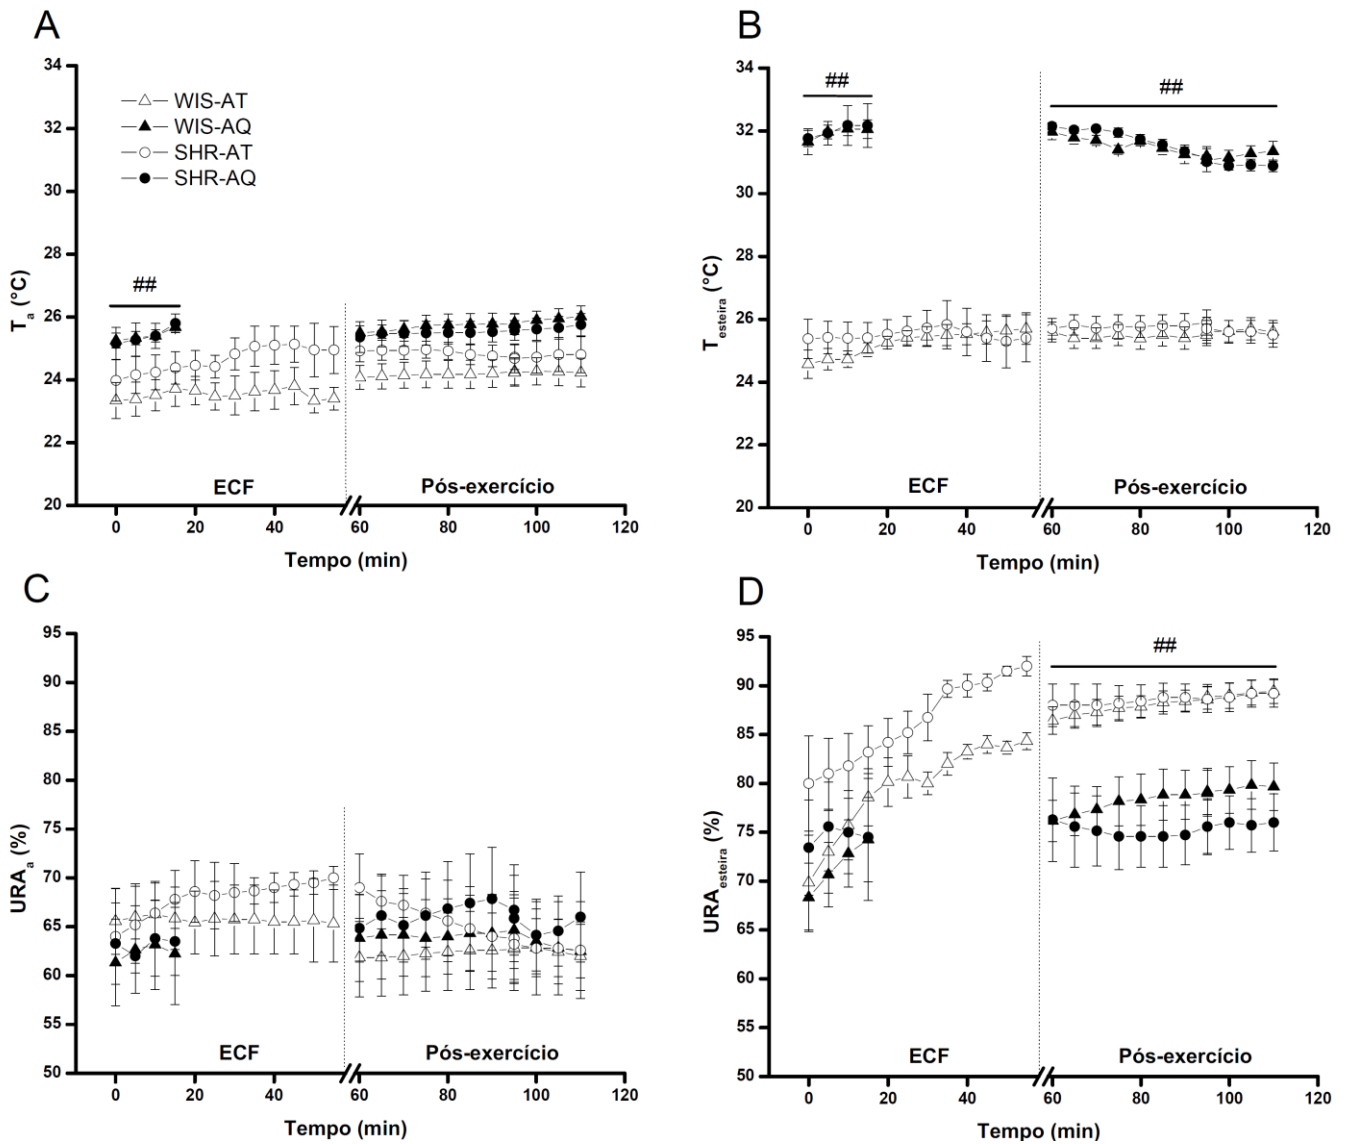 A
34
32
30
28
26
24
22
20
T a (°C)
WIS-AT
WIS-AQ
SHR-AT
SHR-AQ
##
ECF
Pós-exercício
0 20 40 60 80 100 120
Tempo (min)
B
34
32
30
28
26
24
22
20
T esteira (°C)
##
##
ECF
Pós-exercício
0 20 40 60 80 100 120
Tempo (min)
C
95
90
85
80
75
70
65
60
55
50
URA a (%)
ECF
Pós-exercício
0 20 40 60 80 100 120
Tempo (min)
D
95
90
85
80
75
70
65
60
55
50
URA esteira (%)
##
ECF
Pós-exercício
0 20 40 60 80 100 120
Tempo (min)